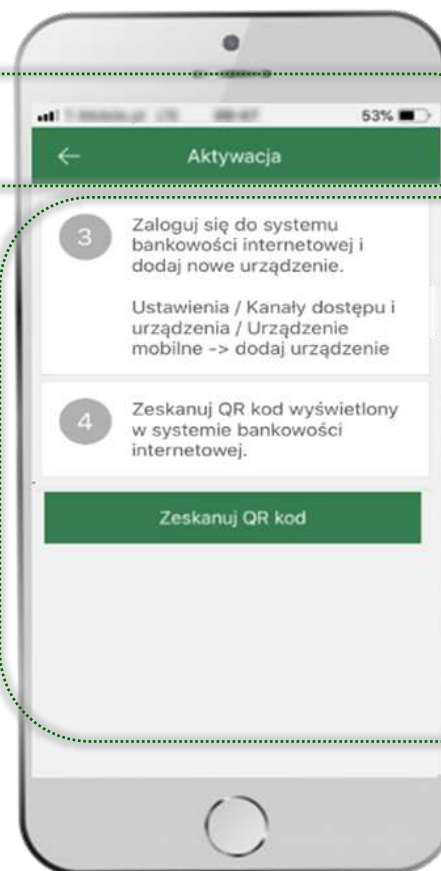 53%
Aktywacja
3
Zaloguj się do systemu
bankowości internetowej i
dodaj nowe urządzenie.
Ustawienia / Kanały dostępu i
urządzenia / Urządzenie
mobilne -> dodaj urządzenie
4
Zeskanuj QR kod wyświetlony
w systemie bankowości
internetowej.
Zeskanuj QR kod